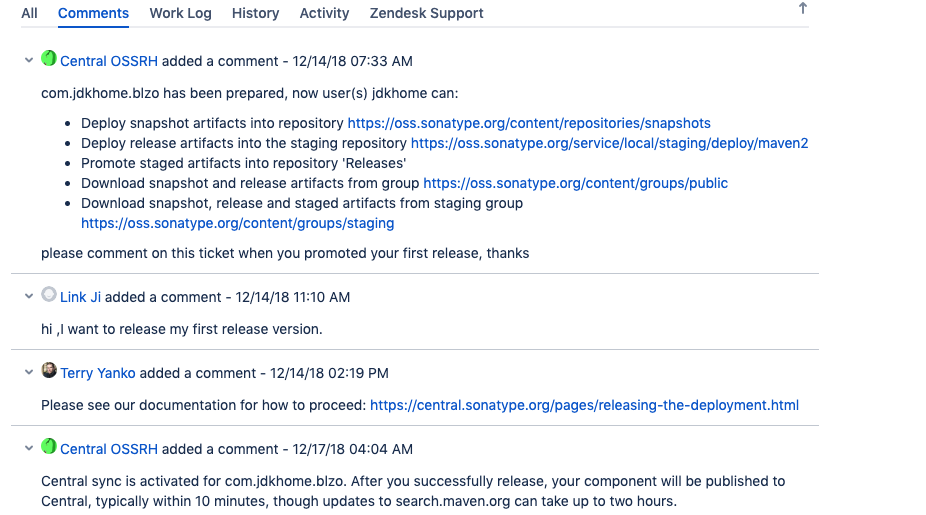 All Comments Work Log History Activity Zendesk Support
Central OSSRH added a comment - 12/14/18 07:33 AM
com.jdkhome.blzo has been prepared, now user(s) jdkhome can:
• Deploy snapshot artifacts into repository https://oss.sonatype.org/content/repositories/snapshots
• Deploy release artifacts into the staging repository https://oss.sonatype.org/service/local/staging/deploy/maven2
• Promote staged artifacts into repository 'Releases'
• Download snapshot and release artifacts from group https://oss.sonatype.org/content/groups/public
• Download snapshot, release and staged artifacts from staging group
https://oss.sonatype.org/content/groups/staging
please comment on this ticket when you promoted your first release, thanks
Link Ji added a comment - 12/14/18 11:10 AM
hi ,I want to release my first release version.
Terry Yanko added a comment - 12/14/18 02:19 PM
Please see our documentation for how to proceed: https://central.sonatype.org/pages/releasing-the-deployment.html
Central OSSRH added a comment - 12/17/18 04:04 AM
Central sync is activated for com.jdkhome.blzo. After you successfully release, your component will be published to
Central, typically within 10 minutes, though updates to search.maven.org can take up to two hours.